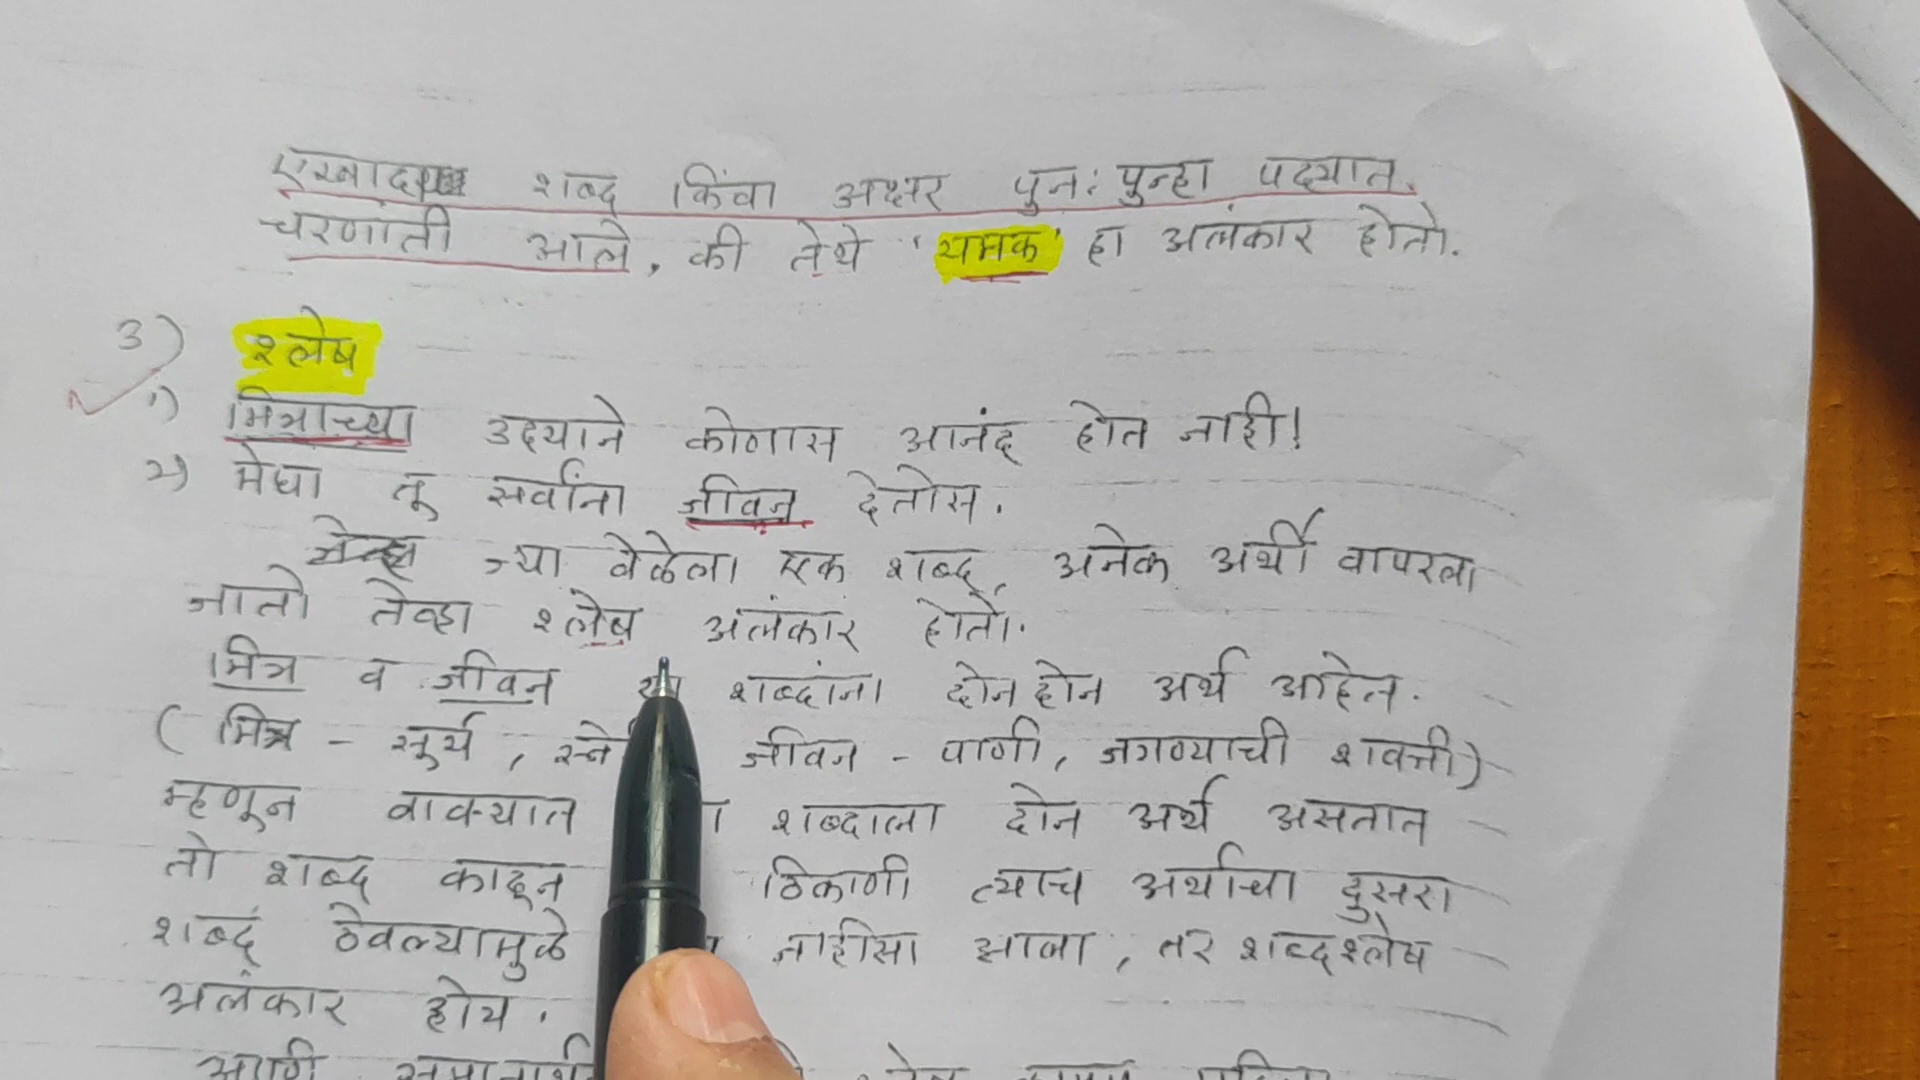 एखादा शब्द किंवा अक्षर पुन: पुन्हा पद्यात
चरणांती आले, की तेथे 'यमक' हा अलंकार होतो.
3) श्लेष
१) मित्राच्या उदयाने कोणास आनंद होत नाही!
२) मेघा तू सर्वांना जीवन देतोस.
ज्या वेळेला एक शब्द, अनेक अर्थी वापरला
जातो तेव्हा श्लेष अलंकार होतो.
मित्र व जीवन या शब्दांना दोन दोन अर्थ आहेत.
( मित्र - सूर्य, जीवन - पाणी, जगण्याची शक्ती)
म्हणून वाक्यात शब्दाला दोन अर्थ असतात
तो शब्द काढून ठिकाणी त्याच अर्थाचा दुसरा
शब्द ठेवल्यामुळे नाहीसा झाला, तर शब्दश्लेष
अलंकार होय.